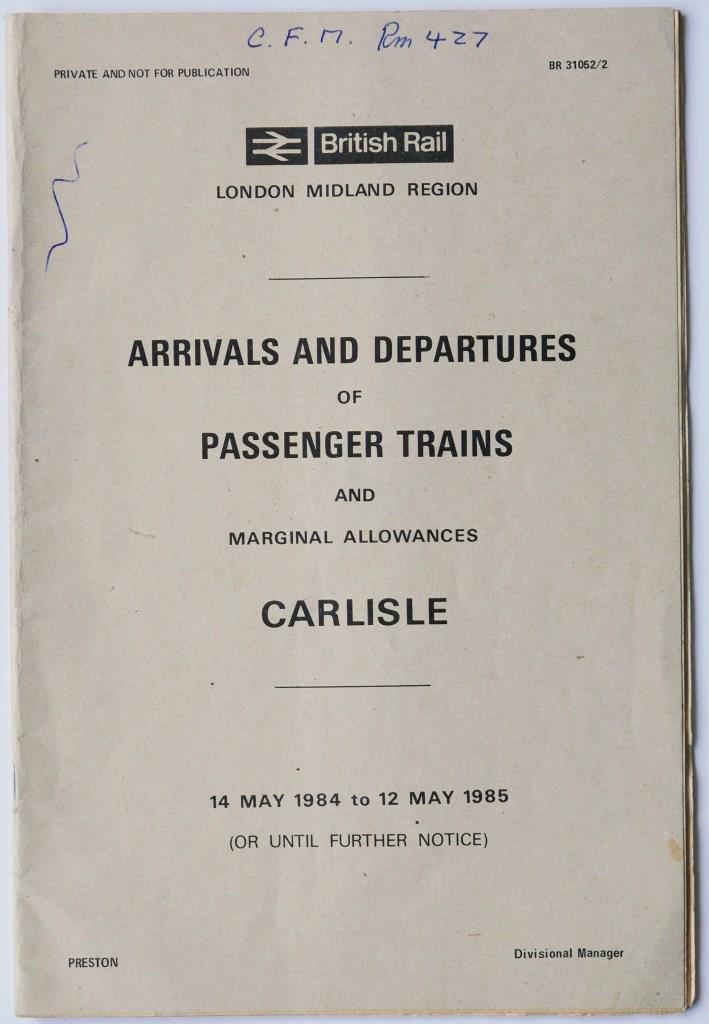 C. F. M. Rm 427
PRIVATE AND NOT FOR PUBLICATION
BR 31052/2
British Rail
LONDON MIDLAND REGION
ARRIVALS AND DEPARTURES
OF
PASSENGER TRAINS
AND
MARGINAL ALLOWANCES
CARLISLE
14 MAY 1984 to 12 MAY 1985
(OR UNTIL FURTHER NOTICE)
PRESTON
Divisional Manager